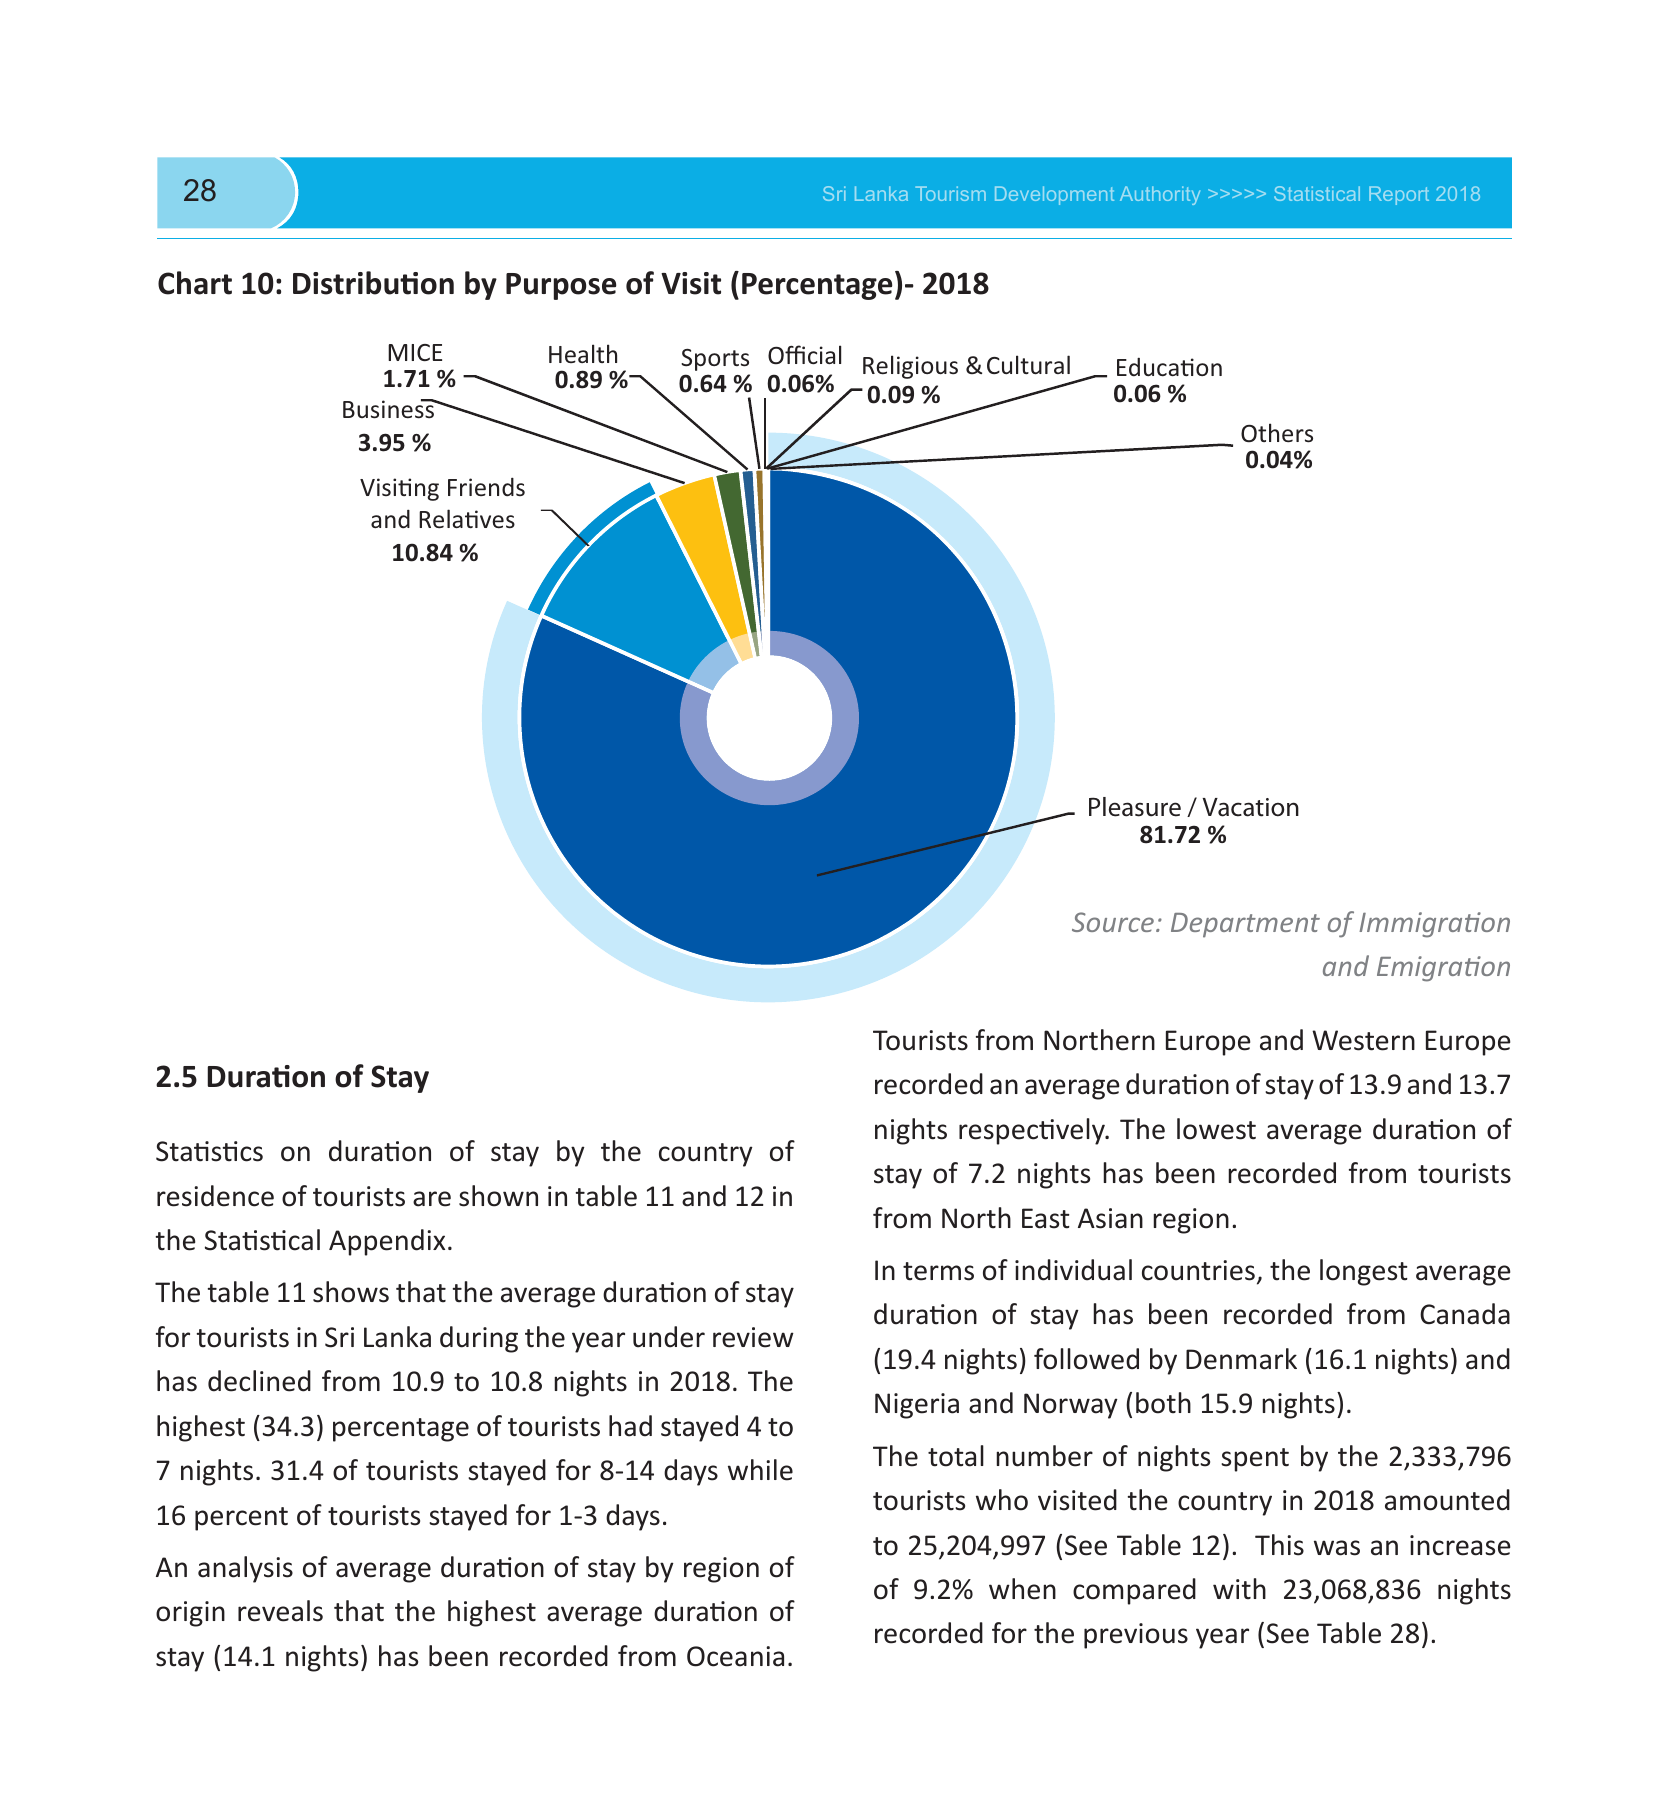 28
Sri Lanka Tourism Development Authority >>>>> Statistical Report 2018
Chart 10: Distribution by Purpose of Visit (Percentage)- 2018
MICE
1.71 %
Health
0.89 %
Sports
0.64 %
Official
0.06%
Religious & Cultural
0.09 %
Education
0.06 %
Business
3.95 %
Others
0.04%
Visiting Friends
and Relatives
10.84 %
Pleasure / Vacation
81.72 %
Source: Department of Immigration
and Emigration
2.5 Duration of Stay
Statistics on duration of stay by the country of
residence of tourists are shown in table 11 and 12 in
the Statistical Appendix.
The table 11 shows that the average duration of stay
for tourists in Sri Lanka during the year under review
has declined from 10.9 to 10.8 nights in 2018. The
highest (34.3) percentage of tourists had stayed 4 to
7 nights. 31.4 of tourists stayed for 8-14 days while
16 percent of tourists stayed for 1-3 days.
An analysis of average duration of stay by region of
origin reveals that the highest average duration of
stay (14.1 nights) has been recorded from Oceania.
Tourists from Northern Europe and Western Europe
recorded an average duration of stay of 13.9 and 13.7
nights respectively. The lowest average duration of
stay of 7.2 nights has been recorded from tourists
from North East Asian region.
In terms of individual countries, the longest average
duration of stay has been recorded from Canada
(19.4 nights) followed by Denmark (16.1 nights) and
Nigeria and Norway (both 15.9 nights).
The total number of nights spent by the 2,333,796
tourists who visited the country in 2018 amounted
to 25,204,997 (See Table 12). This was an increase
of 9.2% when compared with 23,068,836 nights
recorded for the previous year (See Table 28).